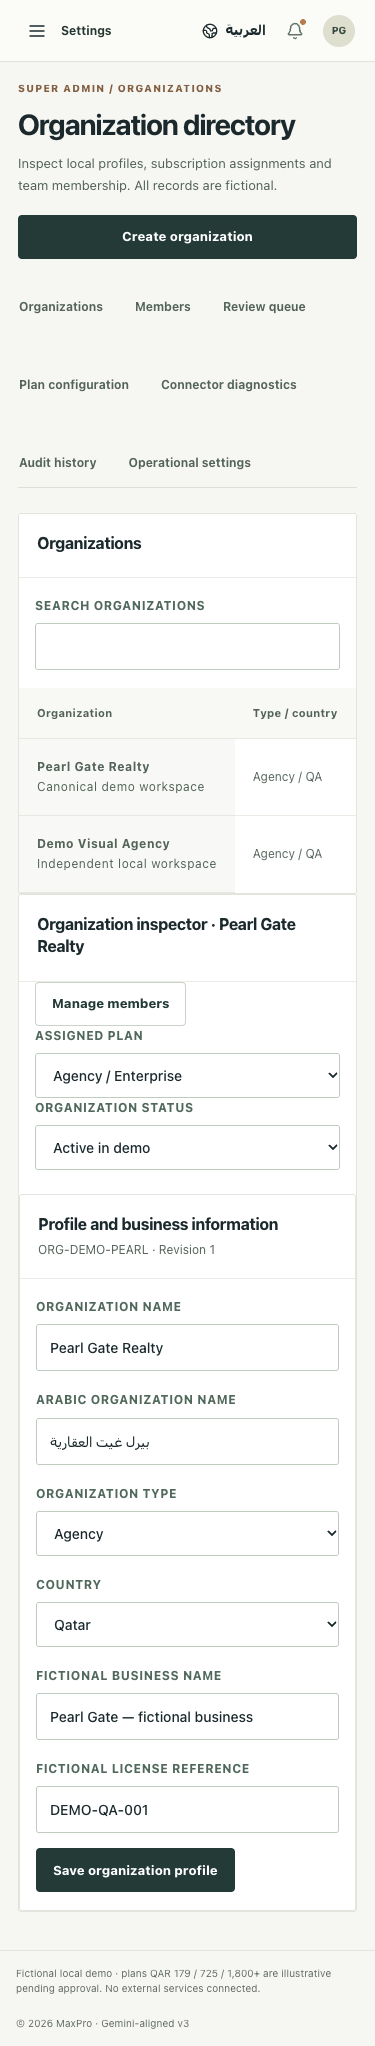 Settings
العربية
PG
SUPER ADMIN / ORGANIZATIONS
Organization directory
Inspect local profiles, subscription assignments and
team membership. All records are fictional.
Create organization
Organizations Members Review queue
Plan configuration Connector diagnostics
Audit history Operational settings
Organizations
SEARCH ORGANIZATIONS
Organization Type / country
Pearl Gate Realty
Canonical demo workspace
Agency / QA
Demo Visual Agency
Independent local workspace
Agency / QA
Organization inspector · Pearl Gate
Realty
Manage members
ASSIGNED PLAN
Agency / Enterprise
ORGANIZATION STATUS
Active in demo
Profile and business information
ORG-DEMO-PEARL · Revision 1
ORGANIZATION NAME
Pearl Gate Realty
ARABIC ORGANIZATION NAME
بيرل غيت العقارية
ORGANIZATION TYPE
Agency
COUNTRY
Qatar
FICTIONAL BUSINESS NAME
Pearl Gate — fictional business
FICTIONAL LICENSE REFERENCE
DEMO-QA-001
Save organization profile
Fictional local demo · plans QAR 179 / 725 / 1,800+ are illustrative
pending approval. No external services connected.
© 2026 MaxPro · Gemini-aligned v3